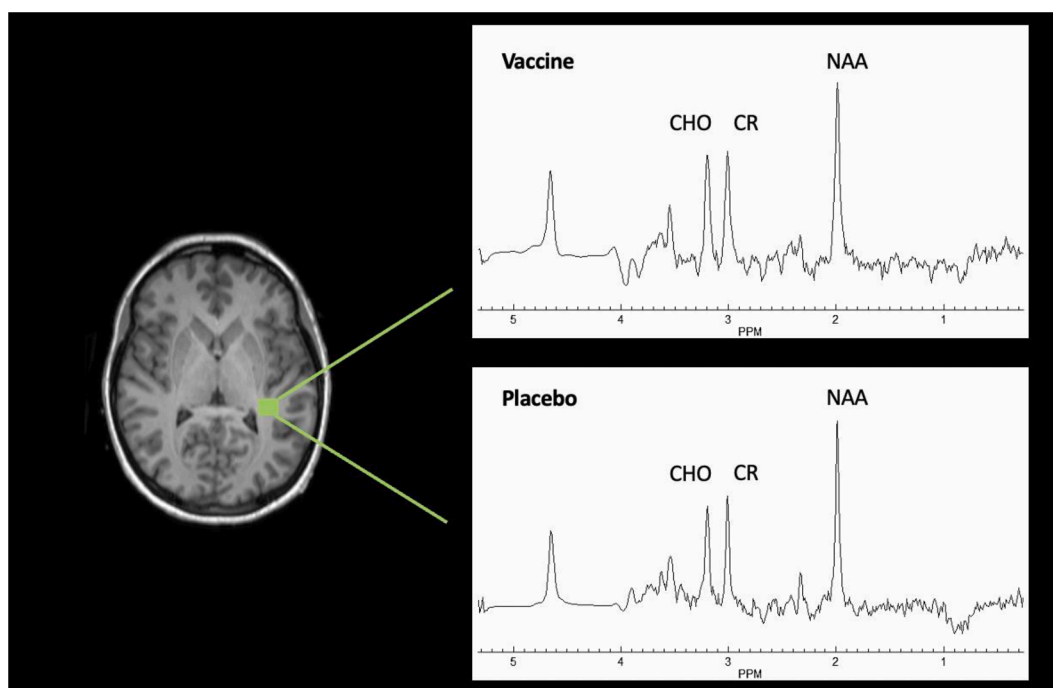 Vaccine
NAA
CHO CR
5 4 3 2 1
PPM
Placebo
NAA
CHO CR
5 4 3 2 1
PPM